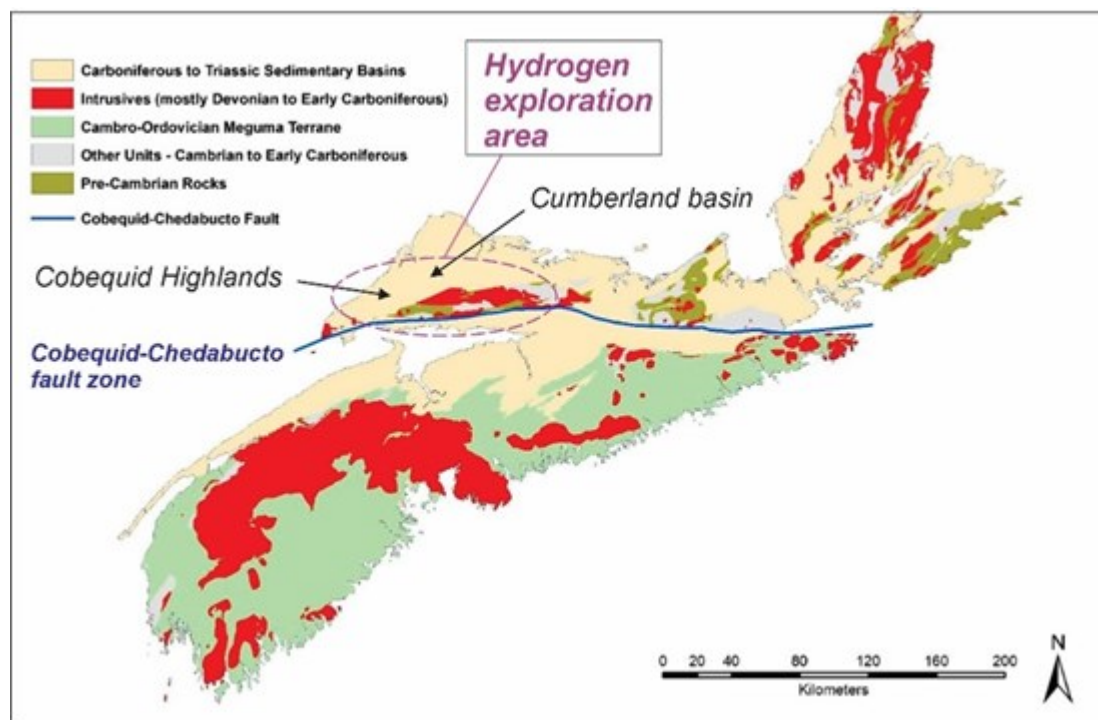 Carboniferous to Triassic Sedimentary Basins
Intrusives (mostly Devonian to Early Carboniferous)
Cambro-Ordovician Meguma Terrane
Other Units - Cambrian to Early Carboniferous
Pre-Cambrian Rocks
Cobequid-Chedabucto Fault
Hydrogen
exploration
area
Cumberland basin
Cobequid Highlands
Cobequid-Chedabucto
fault zone
N
0 20 40 80 120 160 200
Kilometers